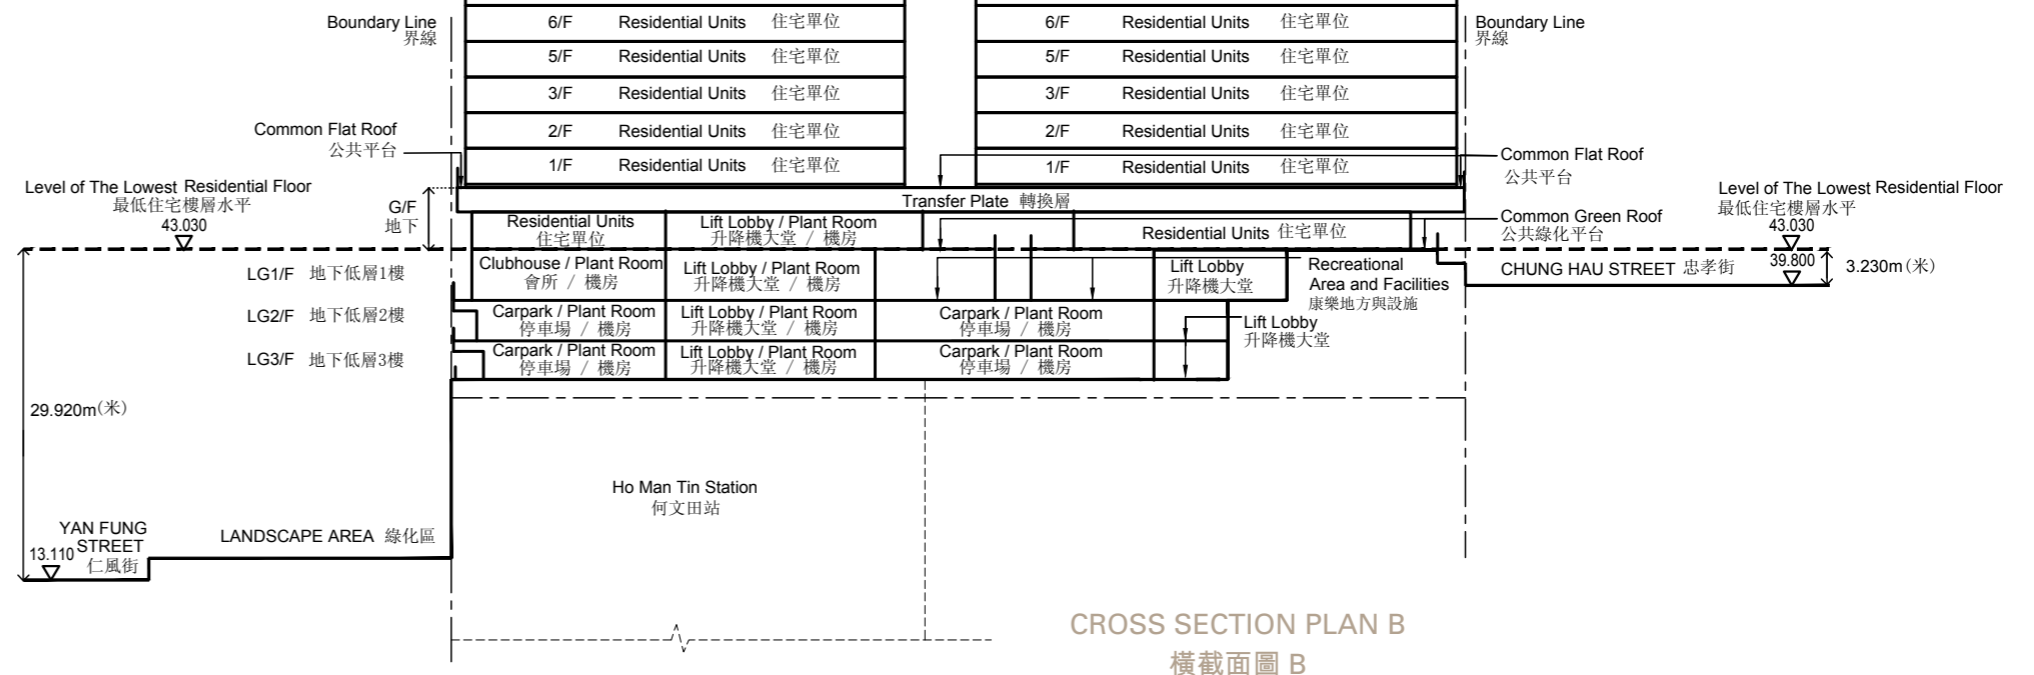 Boundary Line
界線
6/F Residential Units 住宅單位
6/F Residential Units 住宅單位
Boundary Line
界線
5/F Residential Units 住宅單位
5/F Residential Units 住宅單位
3/F Residential Units 住宅單位
3/F Residential Units 住宅單位
Common Flat Roof
公共平台
2/F Residential Units 住宅單位
2/F Residential Units 住宅單位
1/F Residential Units 住宅單位
1/F Residential Units 住宅單位
Common Flat Roof
公共平台
Level of The Lowest Residential Floor
最低住宅樓層水平
43.030
G/F
地下
Transfer Plate 轉換層
Level of The Lowest Residential Floor
最低住宅樓層水平
43.030
Residential Units
住宅單位
Lift Lobby / Plant Room
升降機大堂 / 機房
Residential Units 住宅單位
Common Green Roof
公共綠化平台
LG1/F 地下低層1樓
Clubhouse / Plant Room
會所 / 機房
Lift Lobby / Plant Room
升降機大堂 / 機房
Lift Lobby
升降機大堂
Recreational
Area and Facilities
康樂地方與設施
CHUNG HAU STREET 忠孝街
39.800
3.230m(米)
LG2/F 地下低層2樓
Carpark / Plant Room
停車場 / 機房
Lift Lobby / Plant Room
升降機大堂 / 機房
Carpark / Plant Room
停車場 / 機房
Lift Lobby
升降機大堂
LG3/F 地下低層3樓
Carpark / Plant Room
停車場 / 機房
Lift Lobby / Plant Room
升降機大堂 / 機房
Carpark / Plant Room
停車場 / 機房
29.920m(米)
Ho Man Tin Station
何文田站
YAN FUNG
STREET
仁風街
13.110
LANDSCAPE AREA 綠化區
CROSS SECTION PLAN B
橫截面圖 B